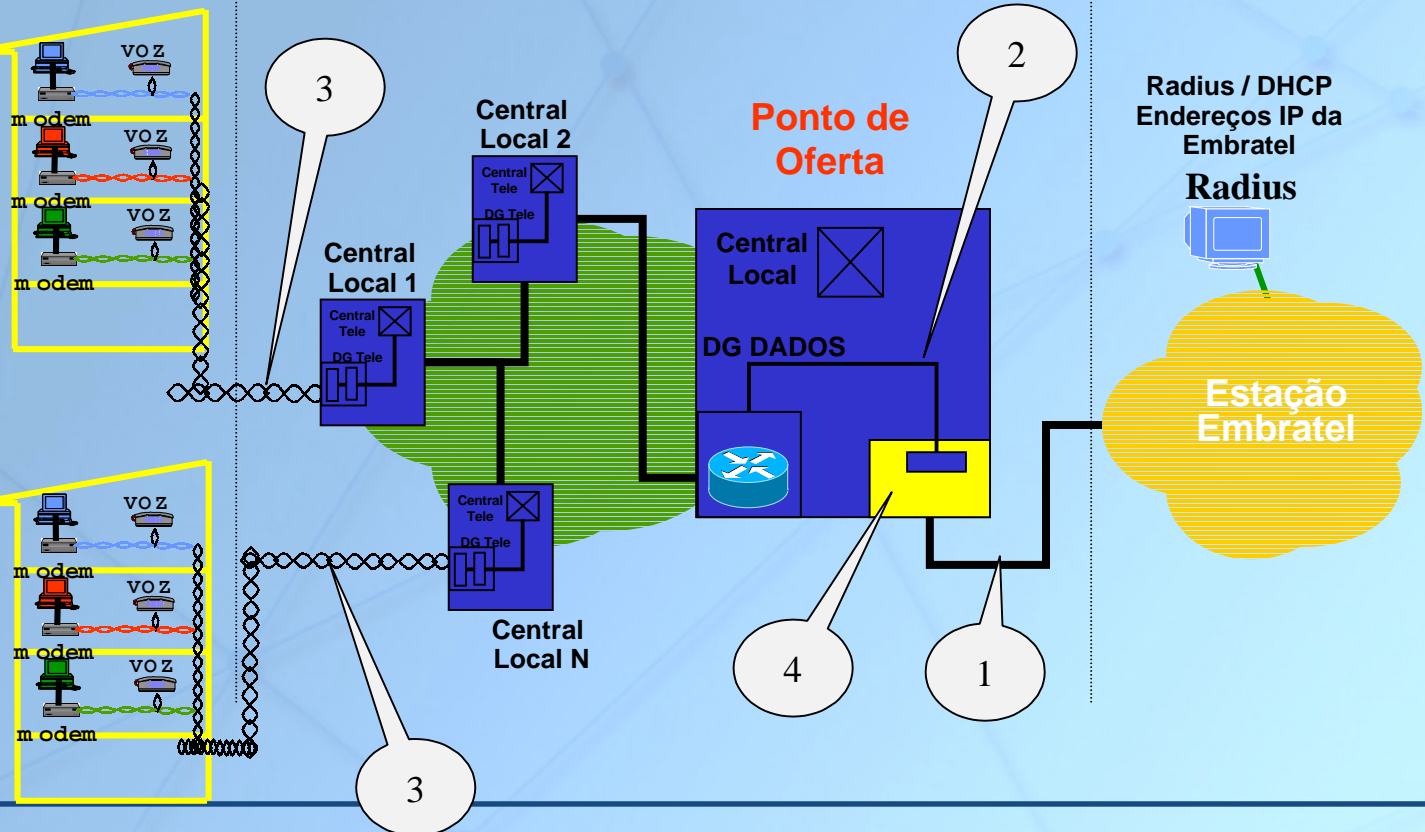 VOZ
modem
VOZ
modem
VOZ
modem
3
Central
Local 1
Central
Tele
DG Tele
Central
Local 2
Central
Tele
DG Tele
Ponto de
Oferta
2
Central
Local
DG DADOS
Radius / DHCP
Endereços IP da
Embratel
Radius
Estação
Embratel
VOZ
modem
VOZ
modem
VOZ
modem
3
Central
Tele
DG Tele
Central
Local N
4
1